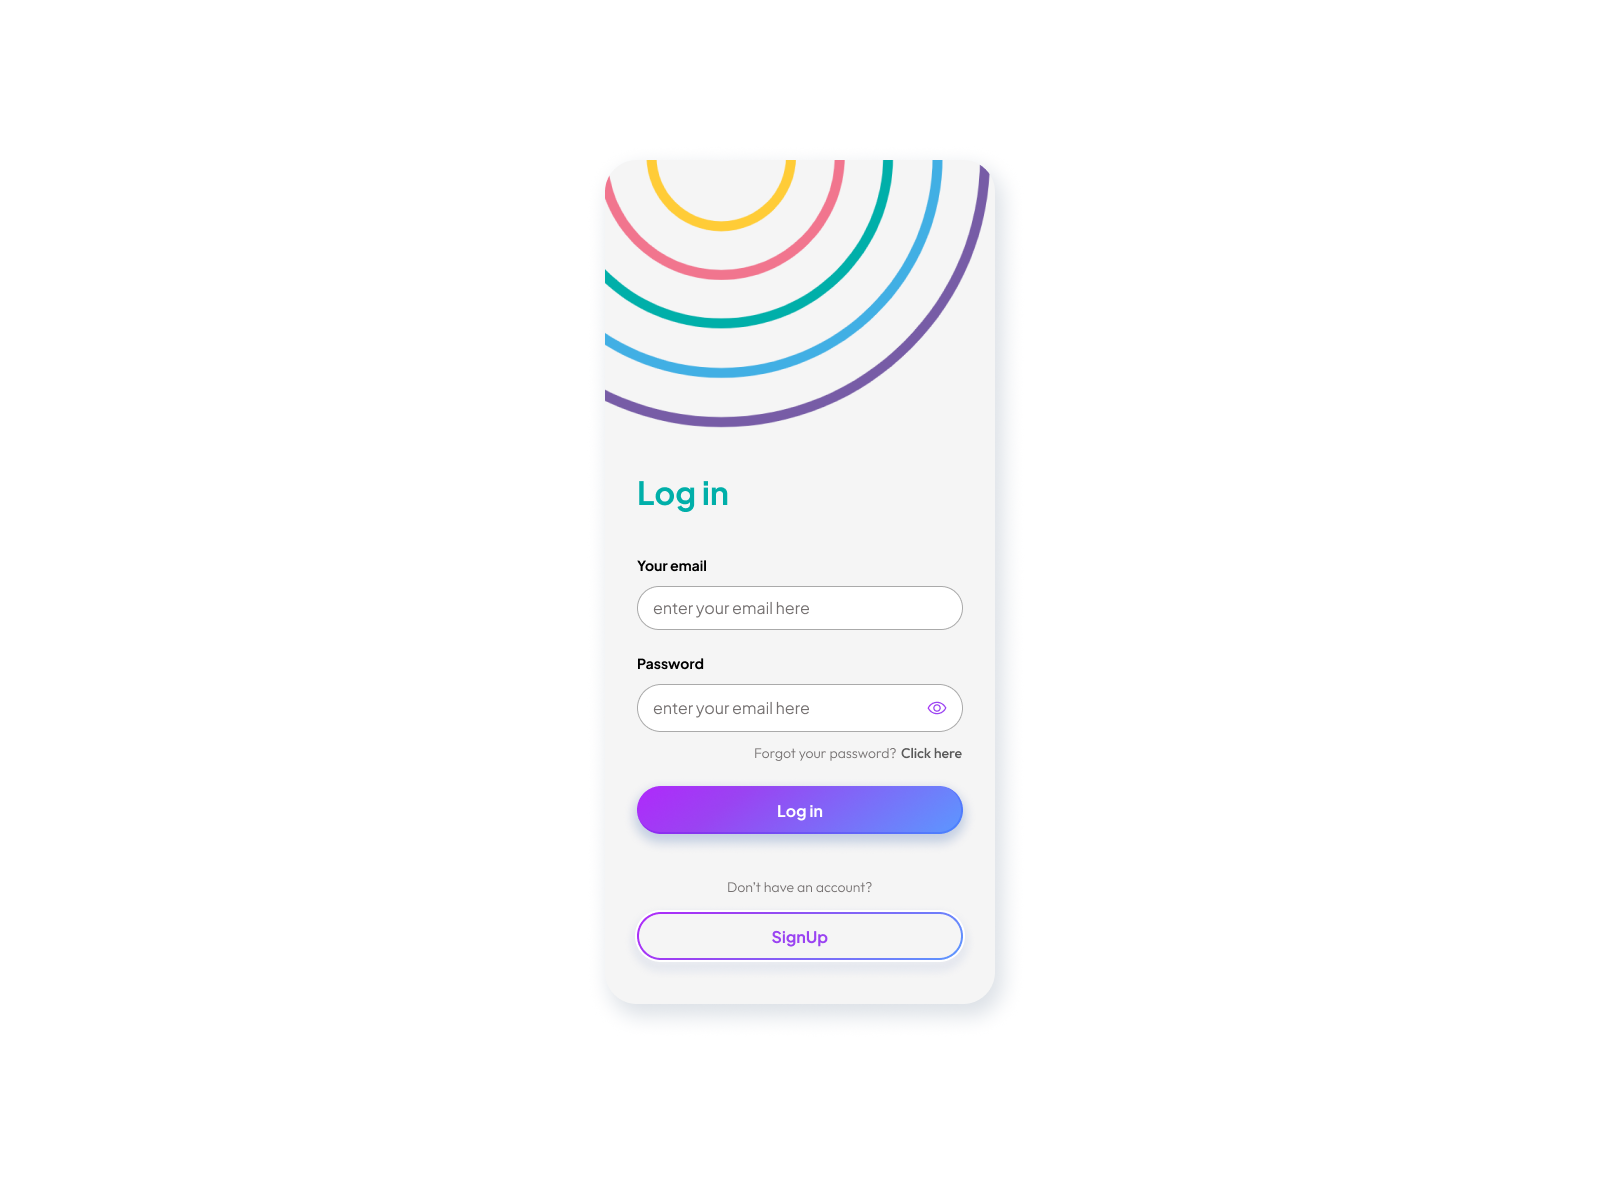 Log in
Your email
enter your email here
Password
enter your email here
Forgot your password? Click here
Log in
Don't have an account?
SignUp